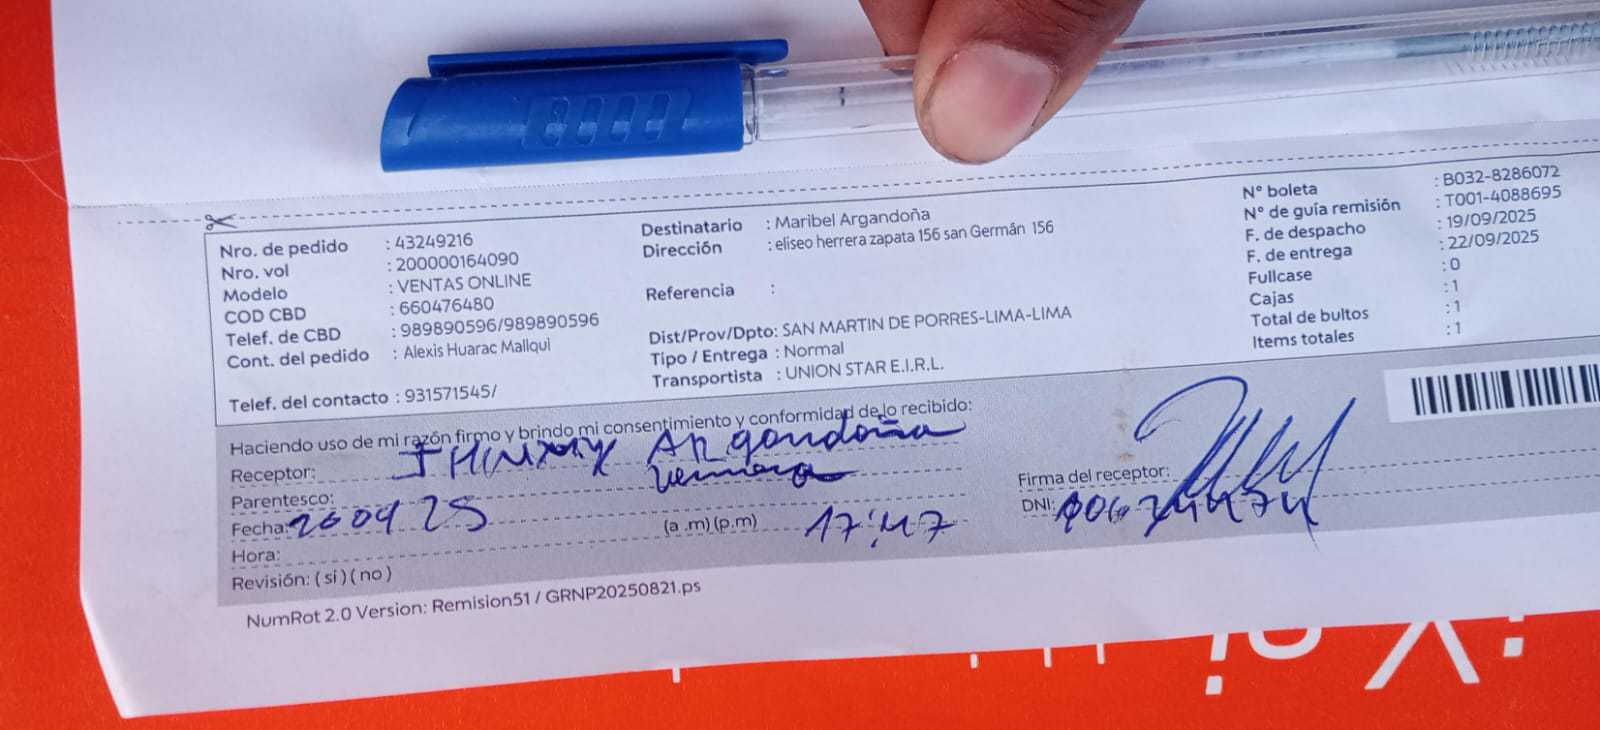 Nro. de pedido : 43249216
Nro. vol : 200000164090
Modelo : VENTAS ONLINE
COD CBD : 660476480
Telef. de CBD : 989890596/989890596
Cont. del pedido : Alexis Huarac Mallqui
Telef. del contacto : 931571545/
Destinatario : Maribel Argandoña
Dirección : eliseo herrera zapata 156 san Germán 156
Referencia :
Dist/Prov/Dpto: SAN MARTIN DE PORRES-LIMA-LIMA
Tipo / Entrega : Normal
Transportista : UNION STAR E.I.R.L.
N° boleta : B032-8286072
N° de guía remisión : T001-4088695
F. de despacho : 19/09/2025
F. de entrega : 22/09/2025
Fullcase : 0
Cajas : 1
Total de bultos : 1
Items totales : 1
Haciendo uso de mi razón firmo y brindo mi consentimiento y conformidad de lo recibido:
Receptor: Argandoña
Parentesco:
Fecha: 200925 (a .m) (p.m) 17:47
Hora:
Revisión: ( si ) ( no )
Firma del receptor:
DNI:
NumRot 2.0 Version: Remision51 / GRNP20250821.ps